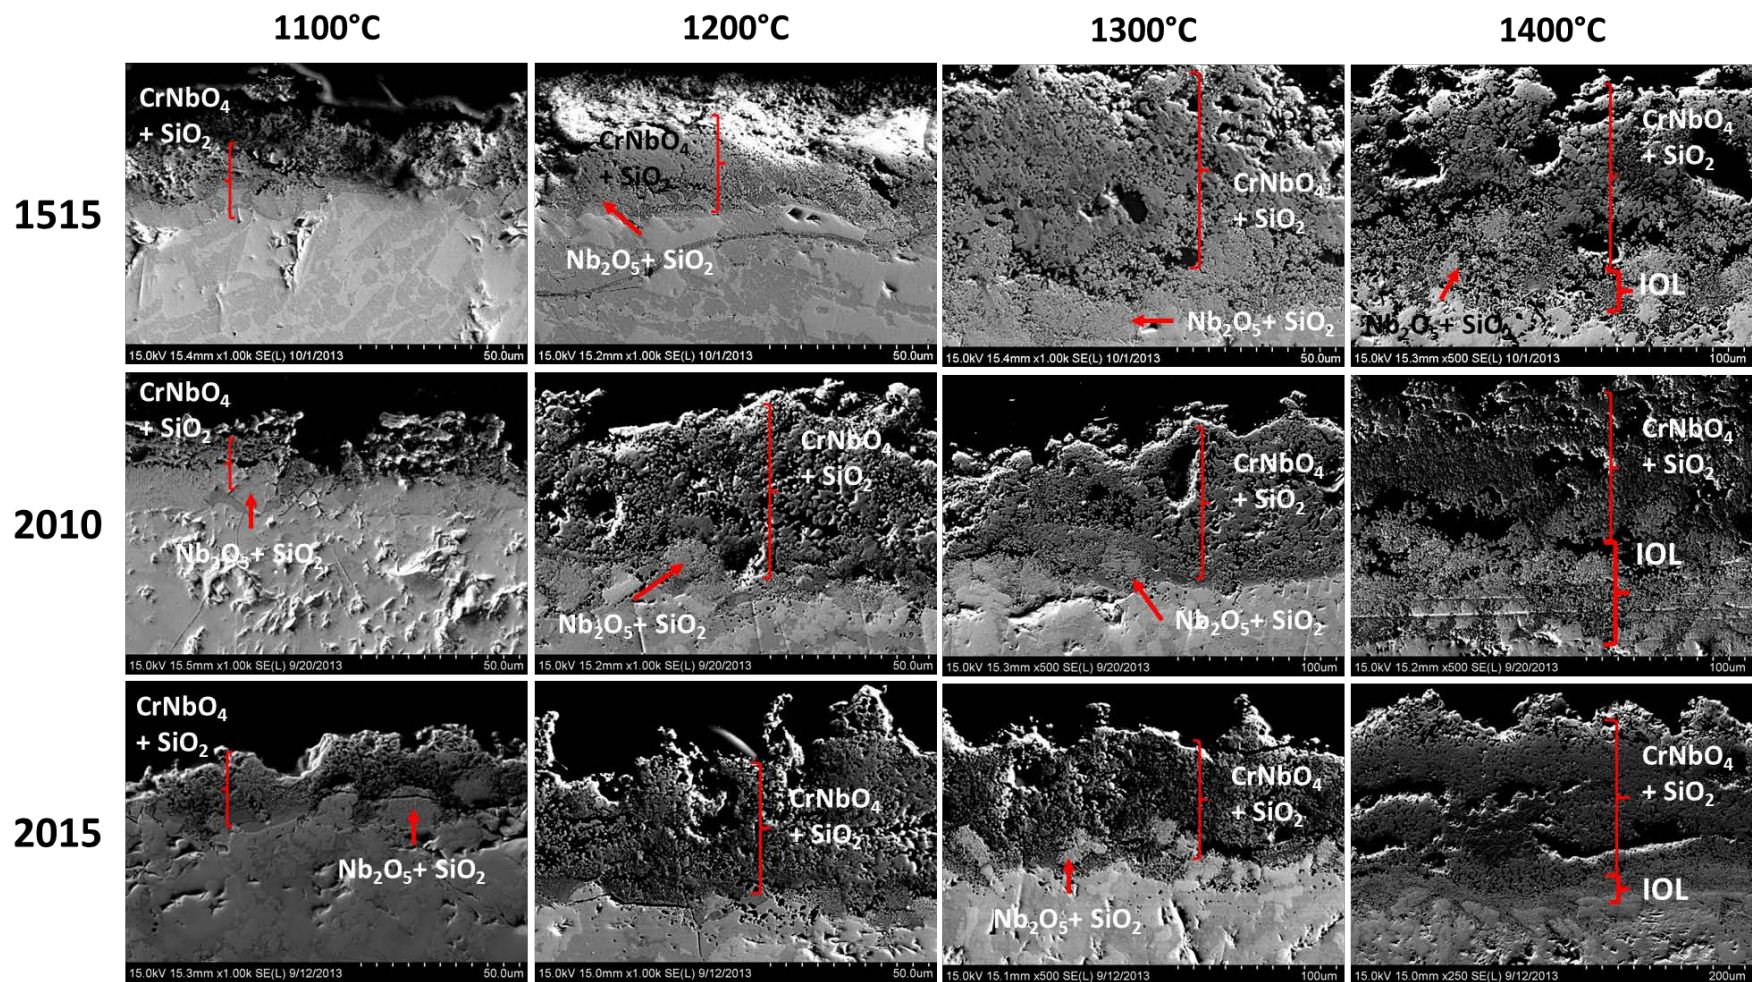 1100°C 1200°C 1300°C 1400°C
1515
CrNbO₄
+ SiO₂
15.0kV 15.4mm x1.00k SE(L) 10/1/2013 50.0um
CrNbO₄
+ SiO₂
Nb₂O₅+ SiO₂
15.0kV 15.2mm x1.00k SE(L) 10/1/2013 50.0um
CrNbO₄
+ SiO₂
Nb₂O₅+ SiO₂
15.0kV 15.4mm x1.00k SE(L) 10/1/2013 50.0um
CrNbO₄
+ SiO₂
IOL
Nb₂O₅+ SiO₂
15.0kV 15.3mm x500 SE(L) 10/1/2013 100um
2010
CrNbO₄
+ SiO₂
Nb₂O₅+ SiO₂
15.0kV 15.5mm x1.00k SE(L) 9/20/2013 50.0um
CrNbO₄
+ SiO₂
Nb₂O₅+ SiO₂
15.0kV 15.2mm x1.00k SE(L) 9/20/2013 50.0um
CrNbO₄
+ SiO₂
Nb₂O₅+ SiO₂
15.0kV 15.3mm x500 SE(L) 9/20/2013 100um
CrNbO₄
+ SiO₂
IOL
15.0kV 15.2mm x500 SE(L) 9/20/2013 100um
2015
CrNbO₄
+ SiO₂
Nb₂O₅+ SiO₂
15.0kV 15.3mm x1.00k SE(L) 9/12/2013 50.0um
CrNbO₄
+ SiO₂
15.0kV 15.2mm x1.00k SE(L) 9/12/2013 50.0um
CrNbO₄
+ SiO₂
Nb₂O₅+ SiO₂
15.0kV 15.1mm x500 SE(L) 9/12/2013 100um
CrNbO₄
+ SiO₂
IOL
15.0kV 15.0mm x250 SE(L) 9/12/2013 200um